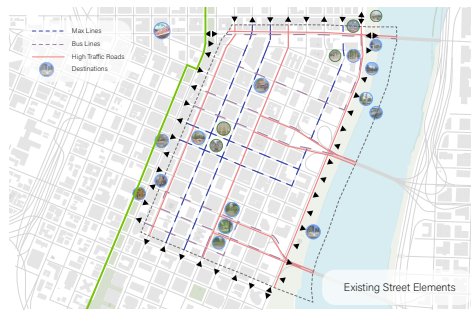 Max Lines
Bus Lines
High Traffic Roads
Destinations
Existing Street Elements